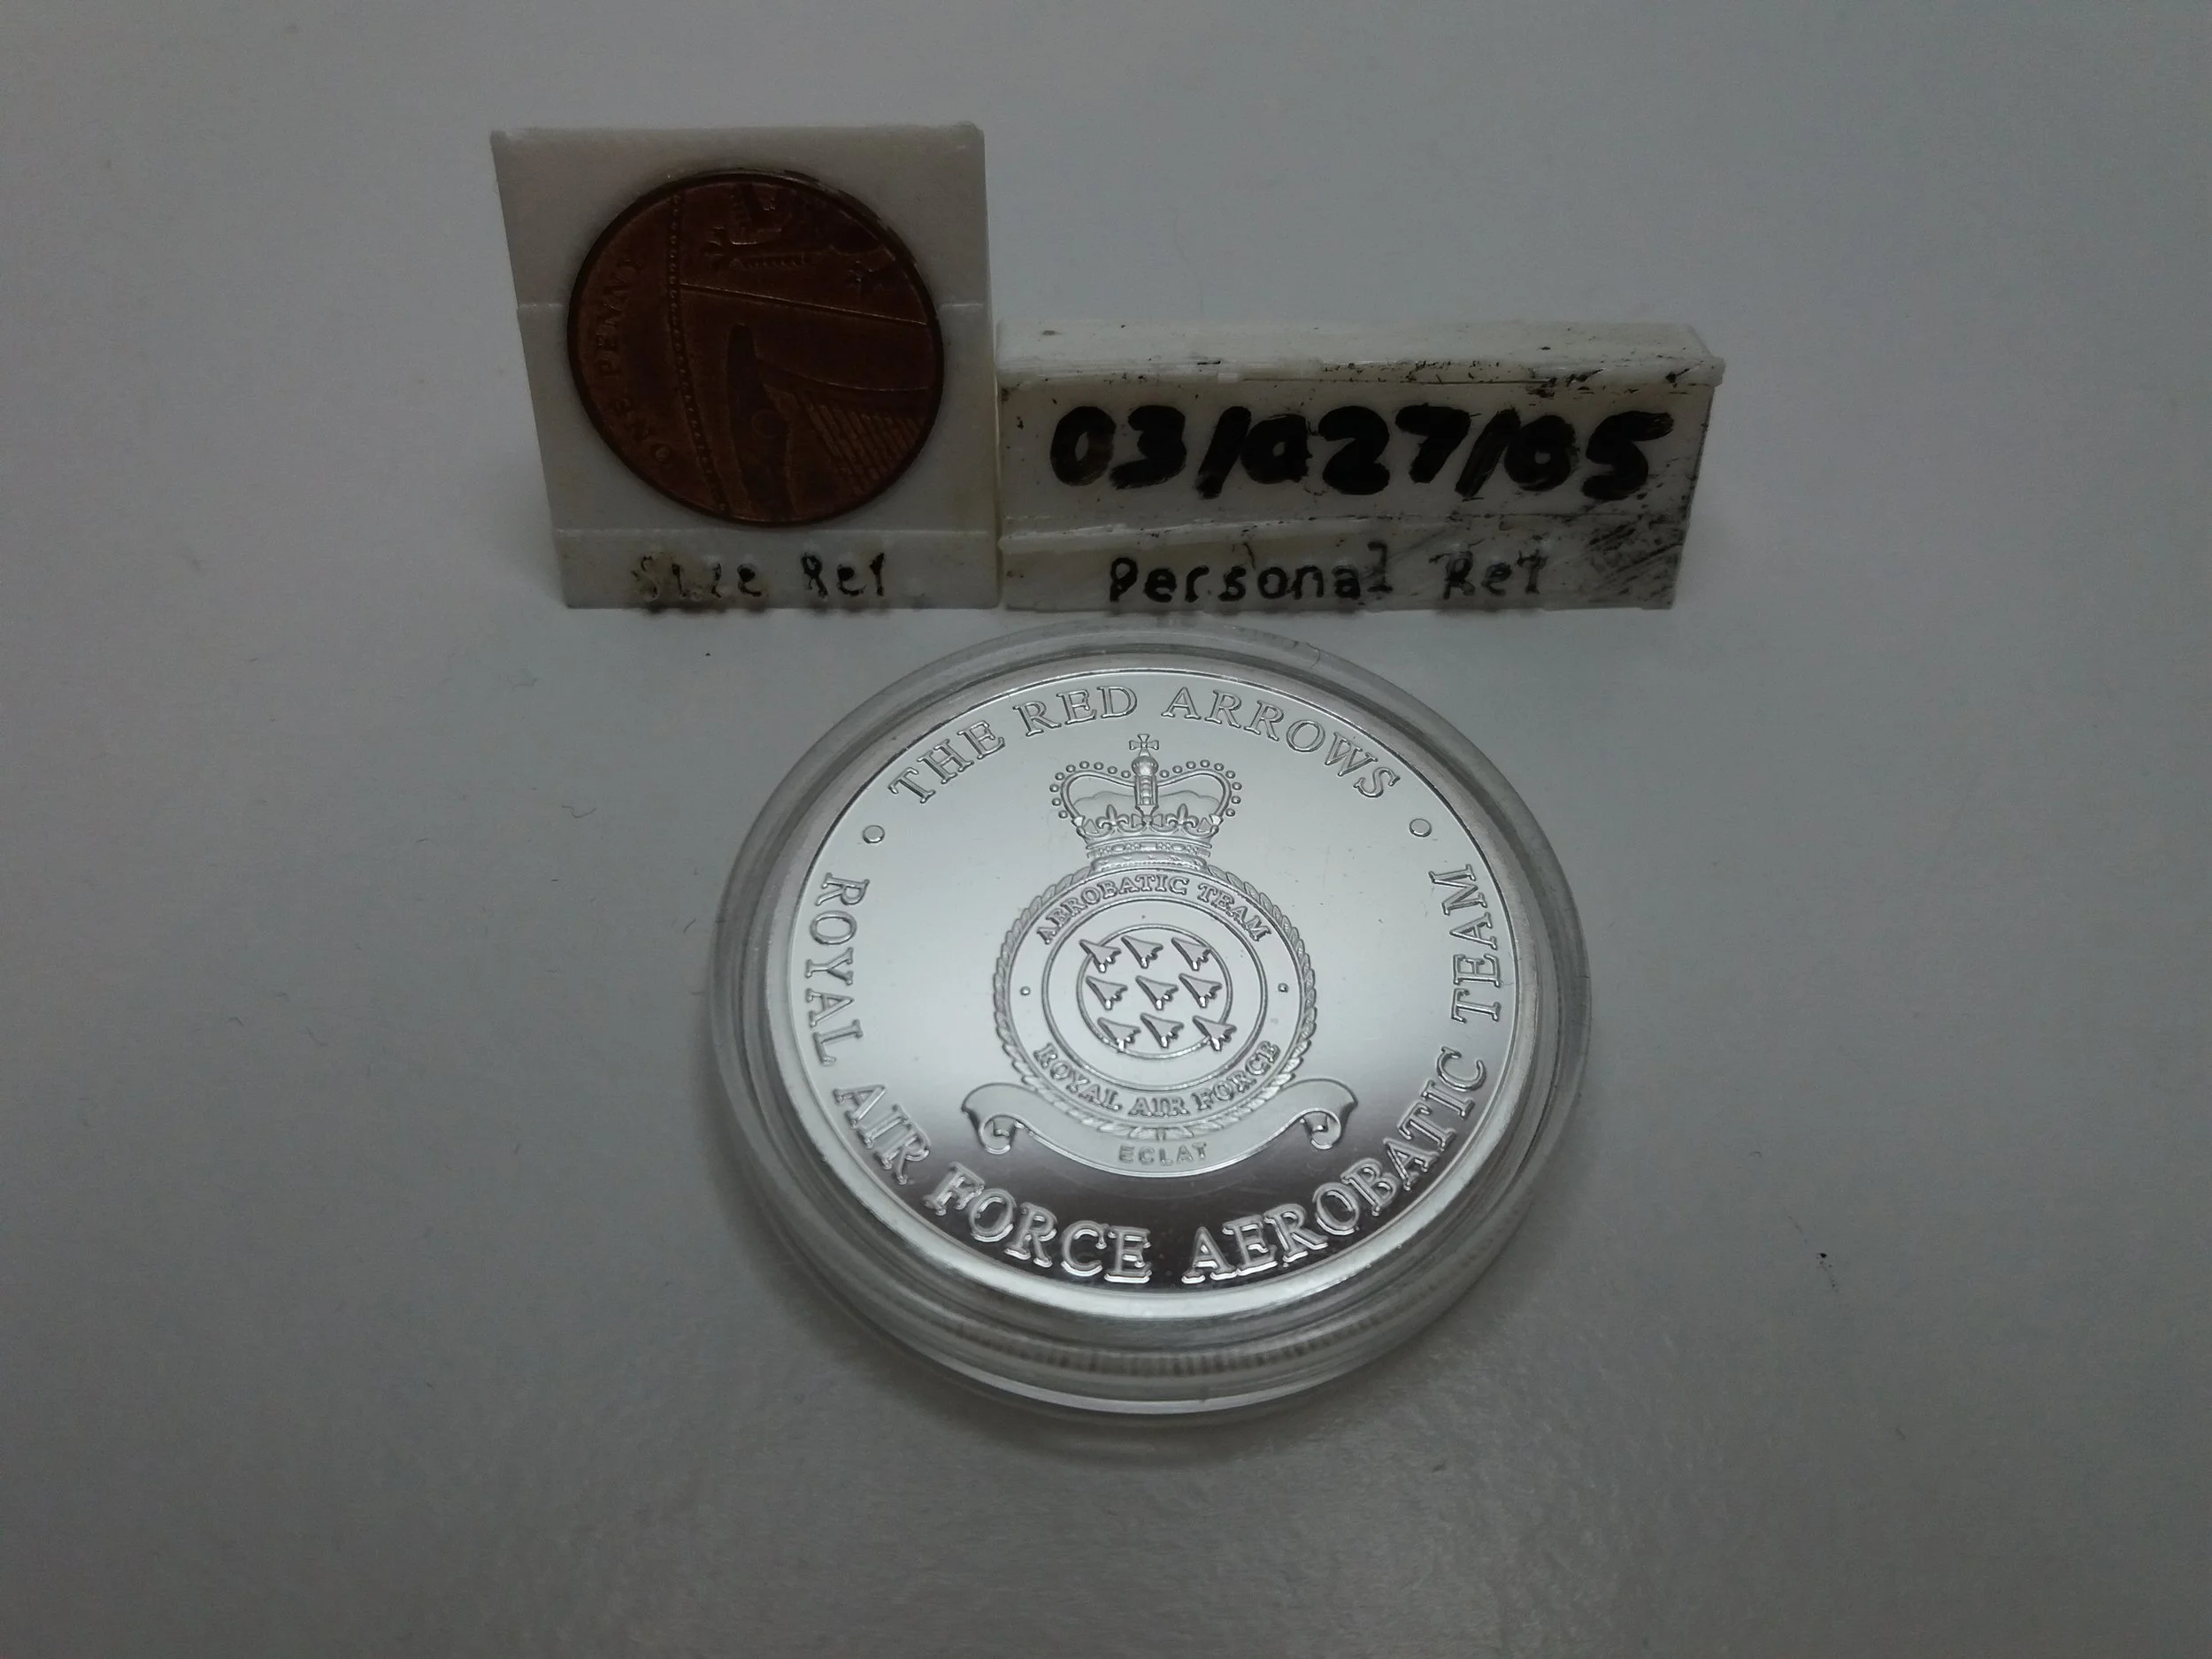 ONE PENNY
Size Ref
03/027/05
Personal Ref
THE RED ARROWS
ROYAL AIR FORCE AEROBATIC TEAM
AEROBATIC TEAM
ROYAL AIR FORCE
ECLAT